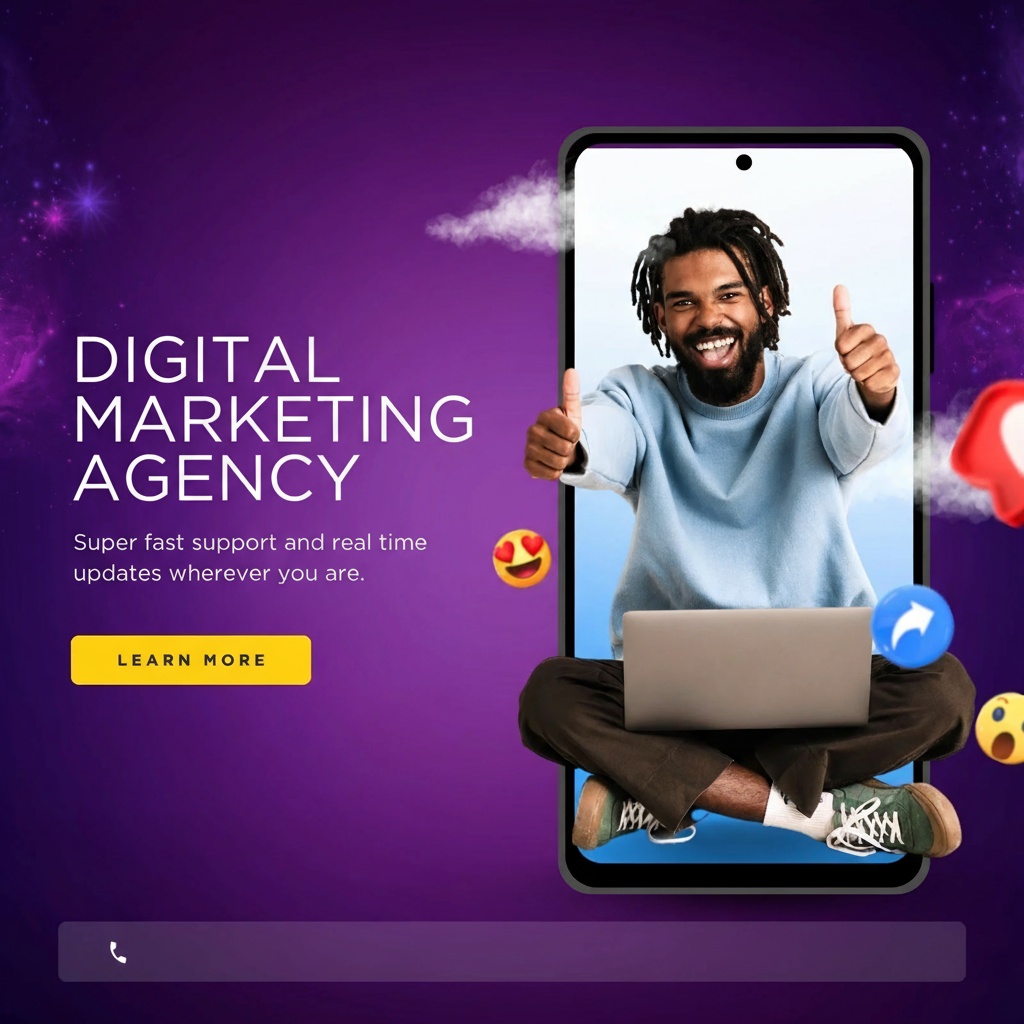 DIGITAL
MARKETING
AGENCY
Super fast support and real time
updates wherever you are.
LEARN MORE